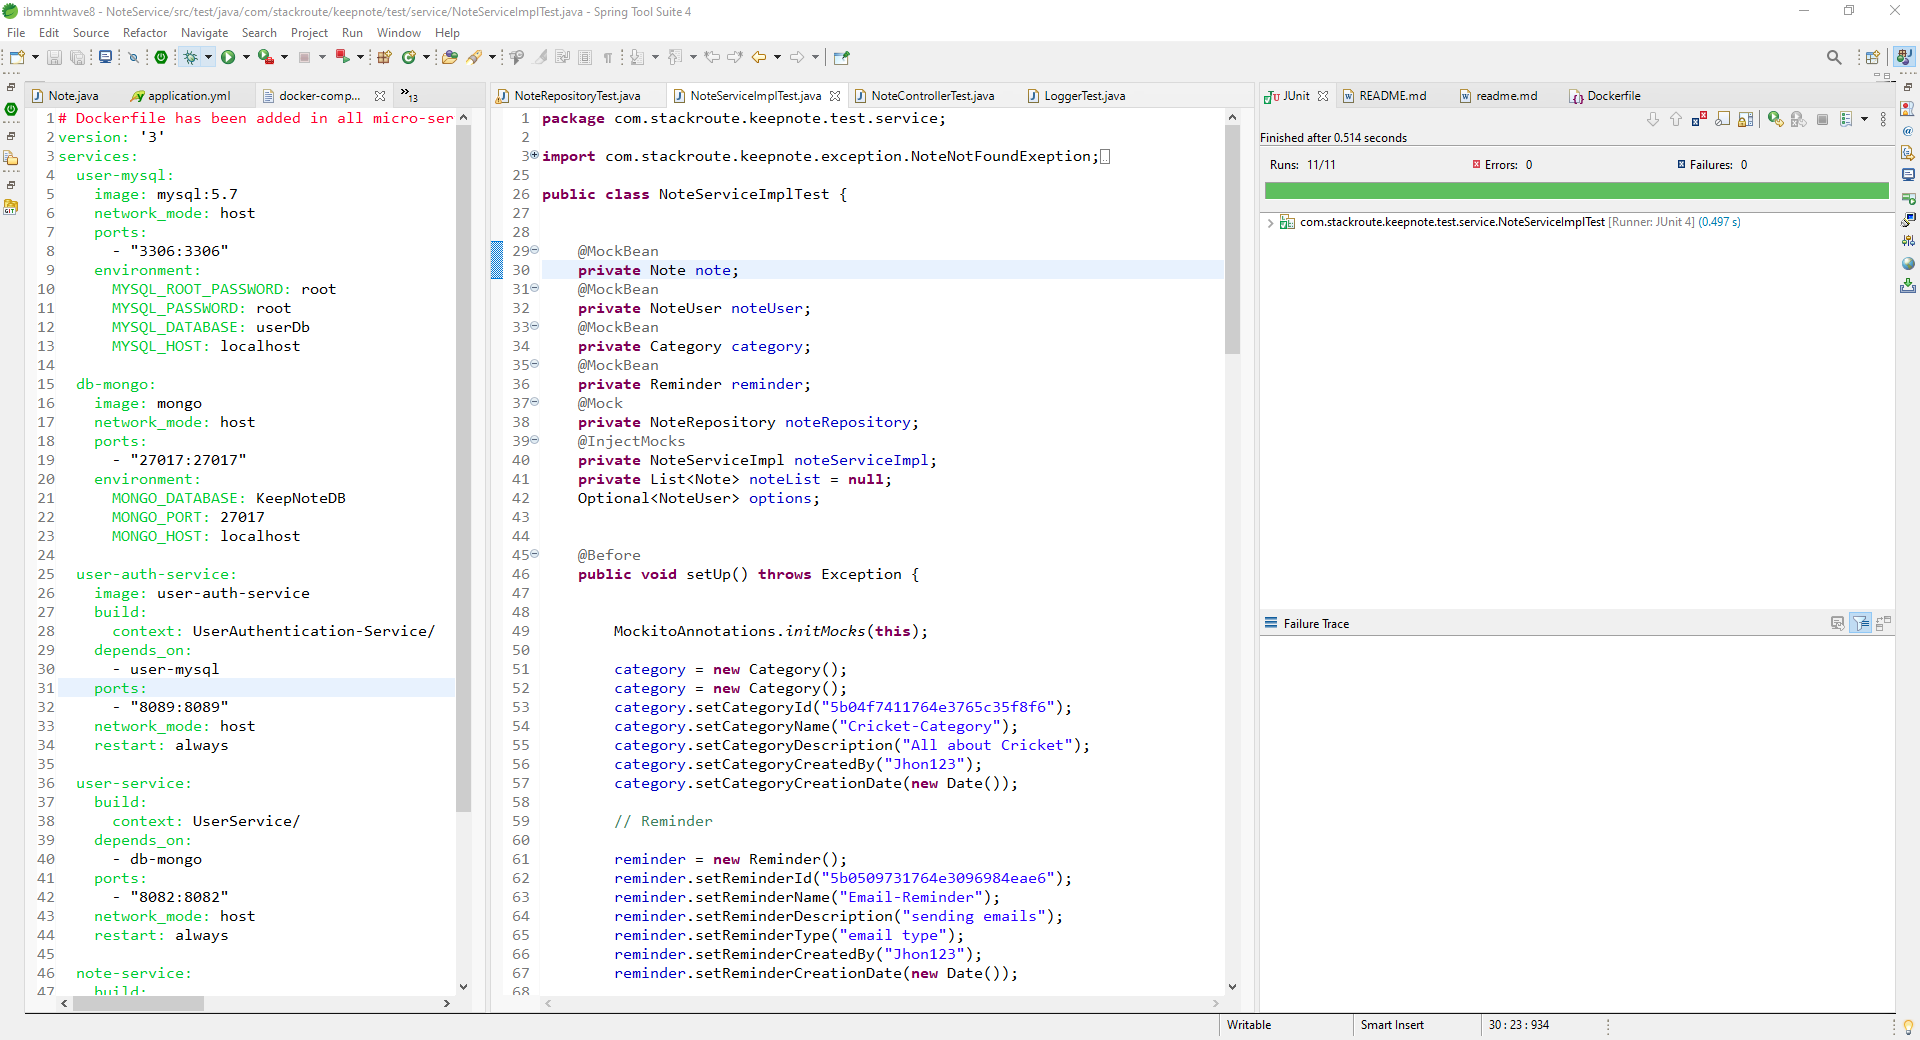 ibmnhtwave8 - NoteService/src/test/java/com/stackroute/keepnote/test/service/NoteServiceImplTest.java - Spring Tool Suite 4
File Edit Source Refactor Navigate Search Project Run Window Help
Note.java application.yml docker-comp... »13
1 # Dockerfile has been added in all micro-ser
2 version: '3'
3 services:
4 user-mysql:
5 image: mysql:5.7
6 network_mode: host
7 ports:
8 - "3306:3306"
9 environment:
10 MYSQL_ROOT_PASSWORD: root
11 MYSQL_PASSWORD: root
12 MYSQL_DATABASE: userDb
13 MYSQL_HOST: localhost
14
15 db-mongo:
16 image: mongo
17 network_mode: host
18 ports:
19 - "27017:27017"
20 environment:
21 MONGO_DATABASE: KeepNoteDB
22 MONGO_PORT: 27017
23 MONGO_HOST: localhost
24
25 user-auth-service:
26 image: user-auth-service
27 build:
28 context: UserAuthentication-Service/
29 depends_on:
30 - user-mysql
31 ports:
32 - "8089:8089"
33 network_mode: host
34 restart: always
35
36 user-service:
37 build:
38 context: UserService/
39 depends_on:
40 - db-mongo
41 ports:
42 - "8082:8082"
43 network_mode: host
44 restart: always
45
46 note-service:
47 build:
NoteRepositoryTest.java NoteServiceImplTest.java NoteControllerTest.java LoggerTest.java
1 package com.stackroute.keepnote.test.service;
2
3 import com.stackroute.keepnote.exception.NoteNotFoundExeption;
25
26 public class NoteServiceImplTest {
27
28
29 @MockBean
30 private Note note;
31 @MockBean
32 private NoteUser noteUser;
33 @MockBean
34 private Category category;
35 @MockBean
36 private Reminder reminder;
37 @Mock
38 private NoteRepository noteRepository;
39 @InjectMocks
40 private NoteServiceImpl noteServiceImpl;
41 private List<Note> noteList = null;
42 Optional<NoteUser> options;
43
44
45 @Before
46 public void setUp() throws Exception {
47
48
49 MockitoAnnotations.initMocks(this);
50
51 category = new Category();
52 category = new Category();
53 category.setCategoryId("5b04f7411764e3765c35f8f6");
54 category.setCategoryName("Cricket-Category");
55 category.setCategoryDescription("All about Cricket");
56 category.setCategoryCreatedBy("Jhon123");
57 category.setCategoryCreationDate(new Date());
58
59 // Reminder
60
61 reminder = new Reminder();
62 reminder.setReminderId("5b0509731764e3096984eae6");
63 reminder.setReminderName("Email-Reminder");
64 reminder.setReminderDescription("sending emails");
65 reminder.setReminderType("email type");
66 reminder.setReminderCreatedBy("Jhon123");
67 reminder.setReminderCreationDate(new Date());
68
JUnit README.md readme.md Dockerfile
Finished after 0.514 seconds
Runs: 11/11 Errors: 0 Failures: 0
com.stackroute.keepnote.test.service.NoteServiceImplTest [Runner: JUnit 4] (0.497 s)
Failure Trace
Writable Smart Insert 30 : 23 : 934